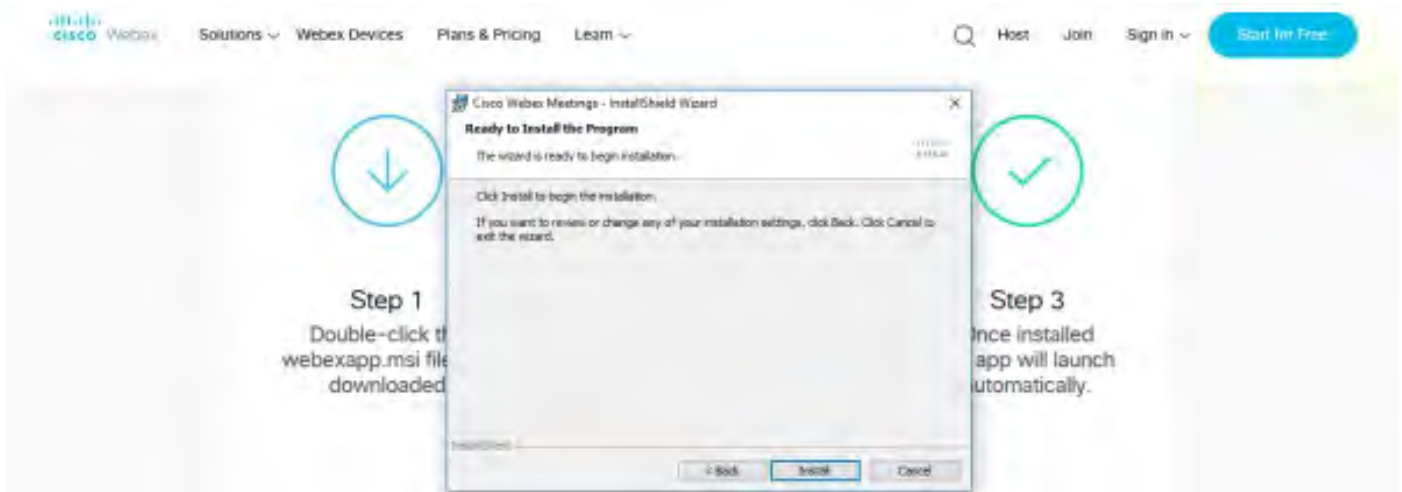 cisco Webex Solutions Webex Devices Plans & Pricing Learn Host Join Sign in Start for Free
Cisco Webex Meetings - InstallShield Wizard
Ready to Install the Program
The wizard is ready to begin installation.
Click Install to begin the installation.
If you want to review or change any of your installation settings, click Back. Click Cancel to
exit the wizard.
InstallShield
< Back Install Cancel
Step 1
Double-click th
webexapp.msi file
downloaded
Step 3
Once installed
app will launch
automatically.